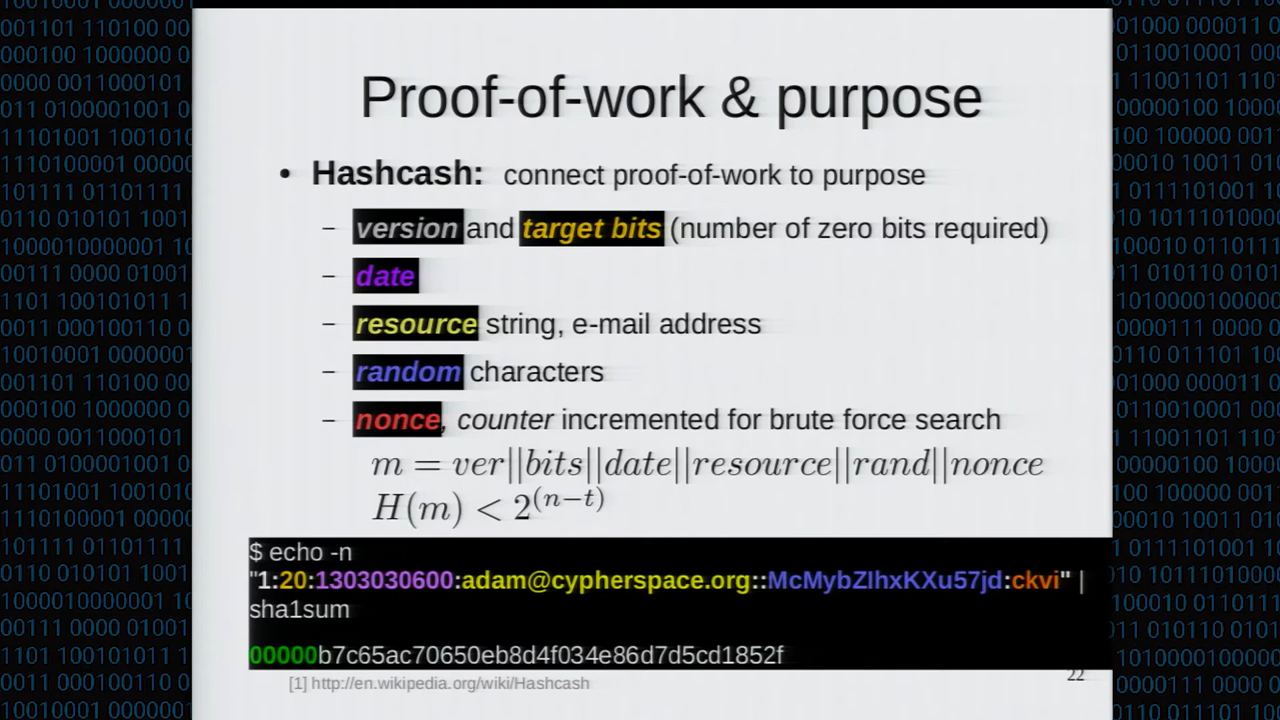 Proof-of-work & purpose
• Hashcash: connect proof-of-work to purpose
– version and target bits (number of zero bits required)
– date
– resource string, e-mail address
– random characters
– nonce, counter incremented for brute force search
m = ver||bits||date||resource||rand||nonce
H(m) < 2^(n−t)
$ echo -n
"1:20:1303030600:adam@cypherspace.org::McMybZIhxKXu57jd:ckvi" |
sha1sum
00000b7c65ac70650eb8d4f034e86d7d5cd1852f
[1] http://en.wikipedia.org/wiki/Hashcash
22